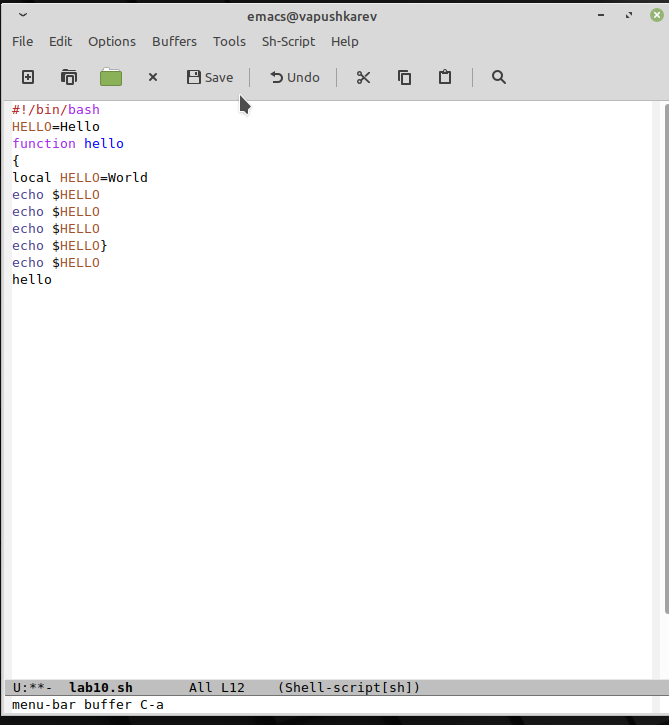 emacs@vapushkarev
File Edit Options Buffers Tools Sh-Script Help
Save Undo
#!/bin/bash
HELLO=Hello
function hello
{
local HELLO=World
echo $HELLO
echo $HELLO
echo $HELLO
echo $HELLO}
echo $HELLO
hello
U:**- lab10.sh All L12 (Shell-script[sh])
menu-bar buffer C-a